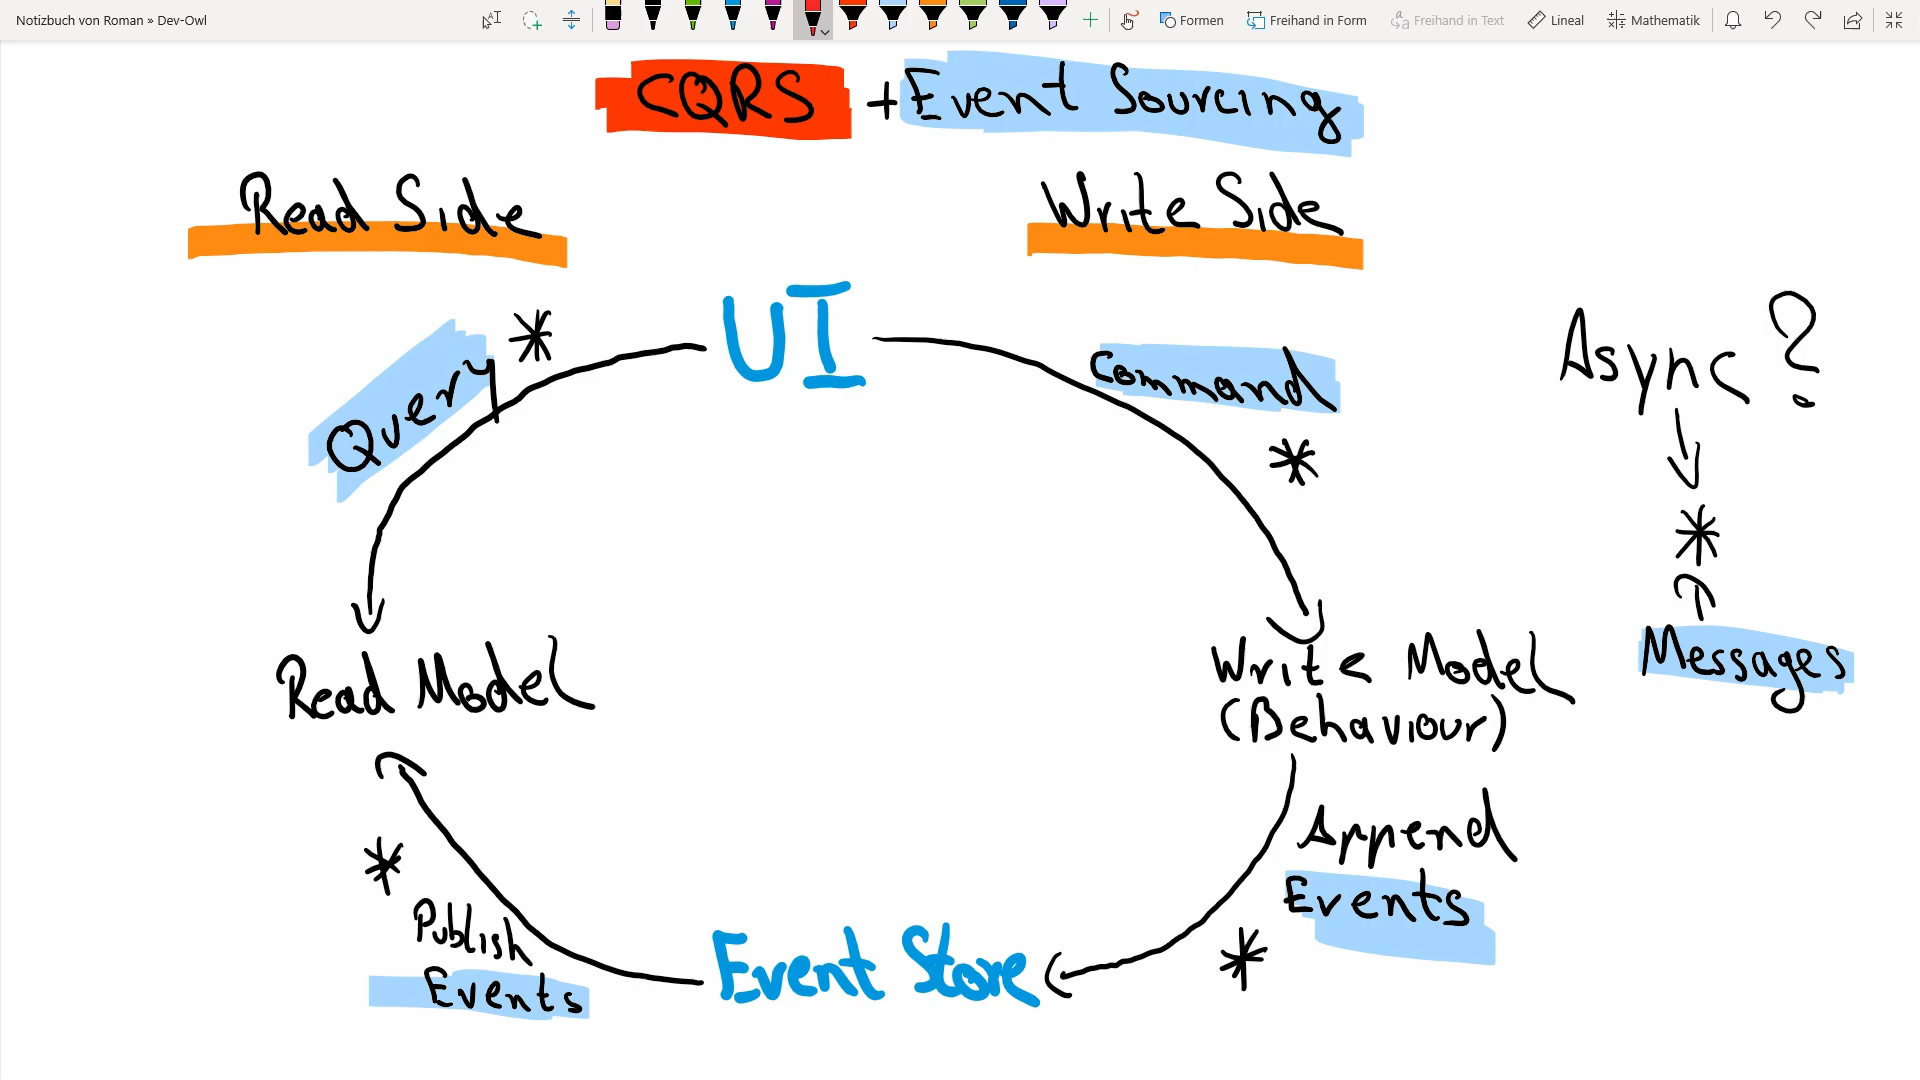 Notizbuch von Roman » Dev-Owl
Formen
Freihand in Form
Freihand in Text
Lineal
Mathematik
CQRS + Event Sourcing
Read Side
Write Side
UI
Query *
Command
*
Async?
*
Messages
Read Model
Write Model
(Behaviour)
Append
Events
*
*
Publish
Events
Event Store